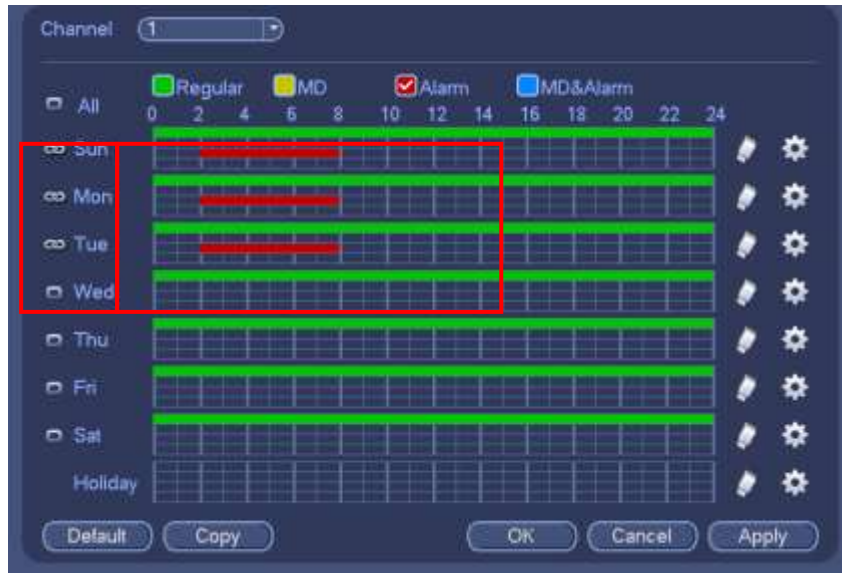 Channel 1
Regular MD Alarm MD&Alarm
All 0 2 4 6 8 10 12 14 16 18 20 22 24
Sun
Mon
Tue
Wed
Thu
Fri
Sat
Holiday
Default Copy OK Cancel Apply